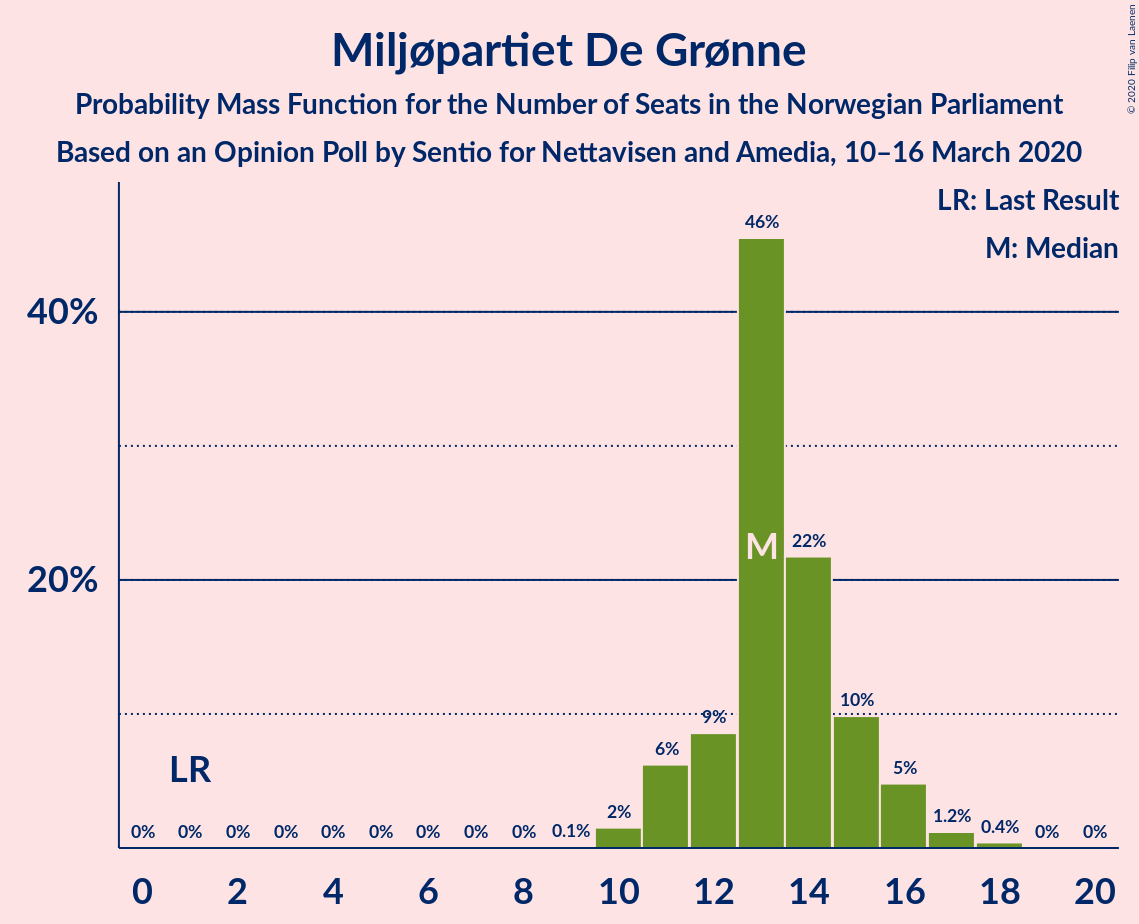 Miljøpartiet De Grønne
Probability Mass Function for the Number of Seats in the Norwegian Parliament
Based on an Opinion Poll by Sentio for Nettavisen and Amedia, 10–16 March 2020
© 2020 Filip van Laenen
LR: Last Result
M: Median
40%
20%
LR
M
0% 0% 0% 0% 0% 0% 0% 0% 0% 0.1% 2% 6% 9% 46% 22% 10% 5% 1.2% 0.4% 0% 0%
0 2 4 6 8 10 12 14 16 18 20